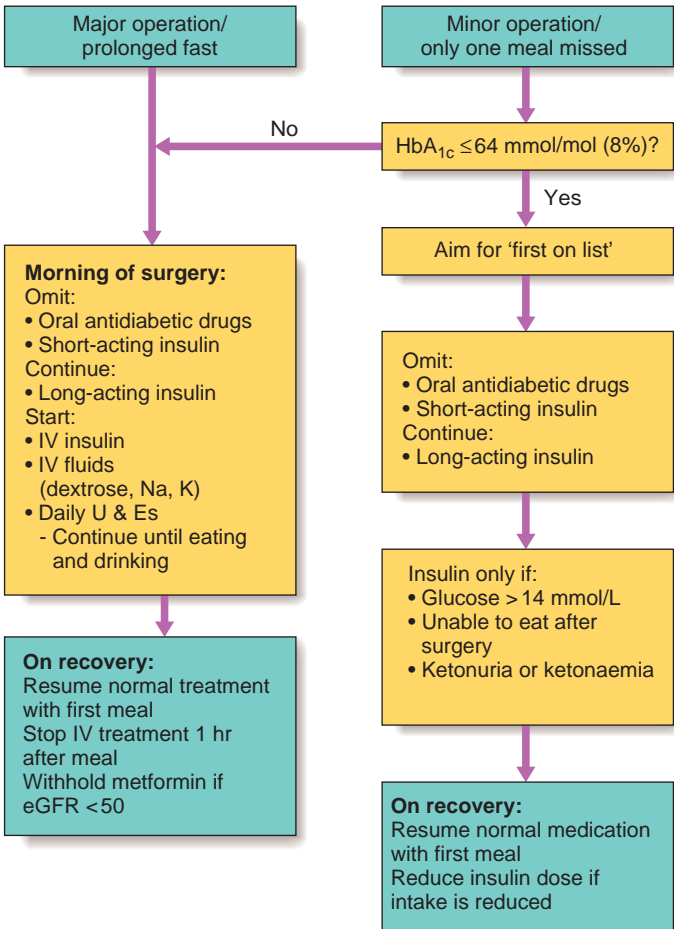 Major operation/
prolonged fast
Minor operation/
only one meal missed
No
HbA1c ≤64 mmol/mol (8%)?
Yes
Aim for ‘first on list’
Morning of surgery:
Omit:
• Oral antidiabetic drugs
• Short-acting insulin
Continue:
• Long-acting insulin
Start:
• IV insulin
• IV fluids
(dextrose, Na, K)
• Daily U & Es
- Continue until eating
and drinking
On recovery:
Resume normal treatment
with first meal
Stop IV treatment 1 hr
after meal
Withhold metformin if
eGFR <50
Omit:
• Oral antidiabetic drugs
• Short-acting insulin
Continue:
• Long-acting insulin
Insulin only if:
• Glucose >14 mmol/L
• Unable to eat after
surgery
• Ketonuria or ketonaemia
On recovery:
Resume normal medication
with first meal
Reduce insulin dose if
intake is reduced